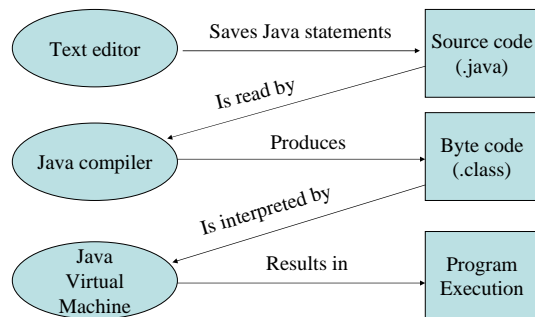 Text editor
Saves Java statements
Source code
(.java)
Is read by
Java compiler
Produces
Byte code
(.class)
Is interpreted by
Java
Virtual
Machine
Results in
Program
Execution